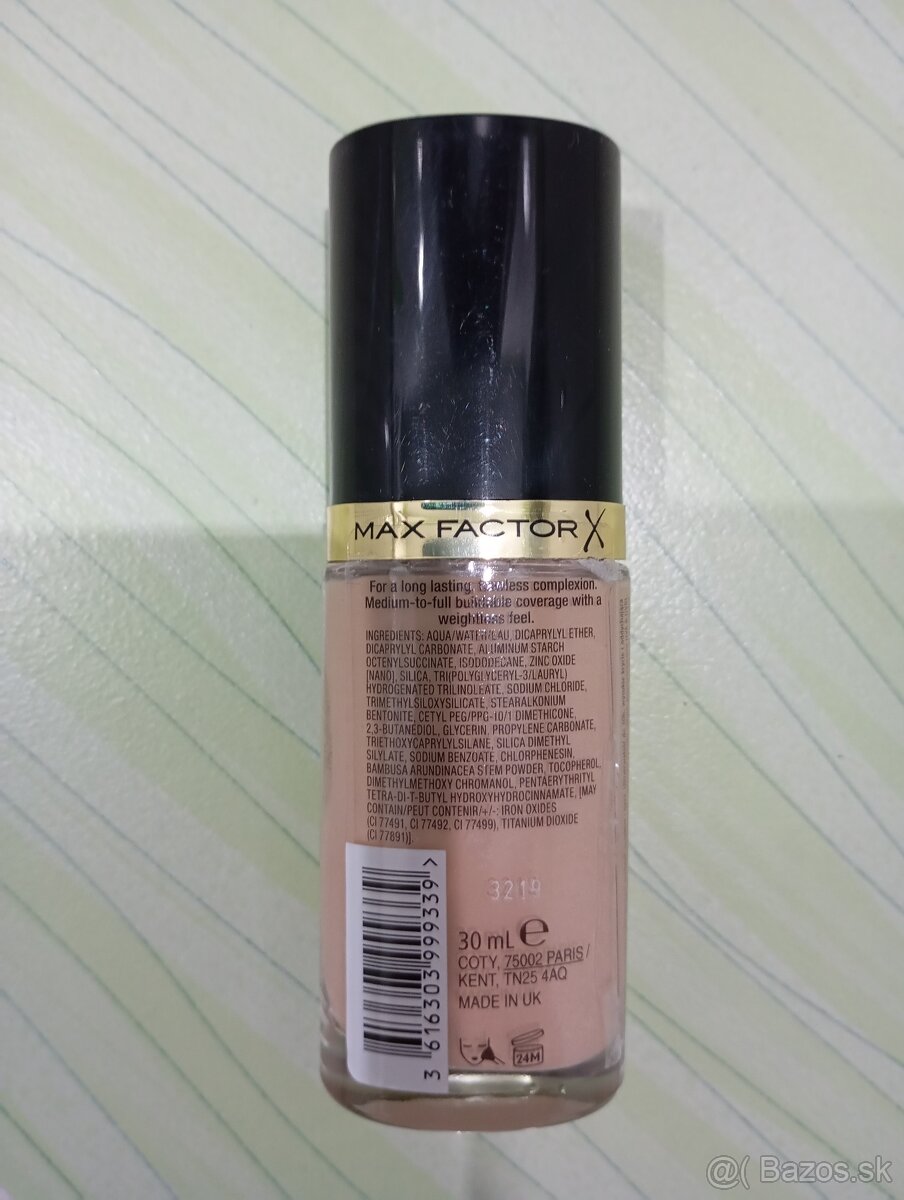 MAX FACTOR X
For a long lasting, flawless complexion.
Medium-to-full buildable coverage with a
weightless feel.
INGREDIENTS: AQUA/WATER/EAU, DICAPRYLYL ETHER,
DICAPRYLYL CARBONATE, ALUMINUM STARCH
OCTENYLSUCCINATE, ISODODECANE, ZINC OXIDE
[NANO], SILICA, TRI(POLYGLYCERYL-3/LAURYL)
HYDROGENATED TRILINOLEATE, SODIUM CHLORIDE,
TRIMETHYLSILOXYSILICATE, STEARALKONIUM
BENTONITE, CETYL PEG/PPG-10/1 DIMETHICONE,
2,3-BUTANEDIOL, GLYCERIN, PROPYLENE CARBONATE,
TRIETHOXYCAPRYLYLSILANE, SILICA DIMETHYL
SILYLATE, SODIUM BENZOATE, CHLORPHENESIN,
BAMBUSA ARUNDINACEA STEM POWDER, TOCOPHEROL,
DIMETHYLMETHOXY CHROMANOL, PENTAERYTHRITYL
TETRA-DI-T-BUTYL HYDROXYHYDROCINNAMATE, [MAY
CONTAIN/PEUT CONTENIR/+/-: IRON OXIDES
(CI 77491, CI 77492, CI 77499), TITANIUM DIOXIDE
(CI 77891)].
3219
30 mL e
COTY, 75002 PARIS /
KENT, TN25 4AQ
MADE IN UK
24M
3 616303 999339 >
@( Bazos.sk